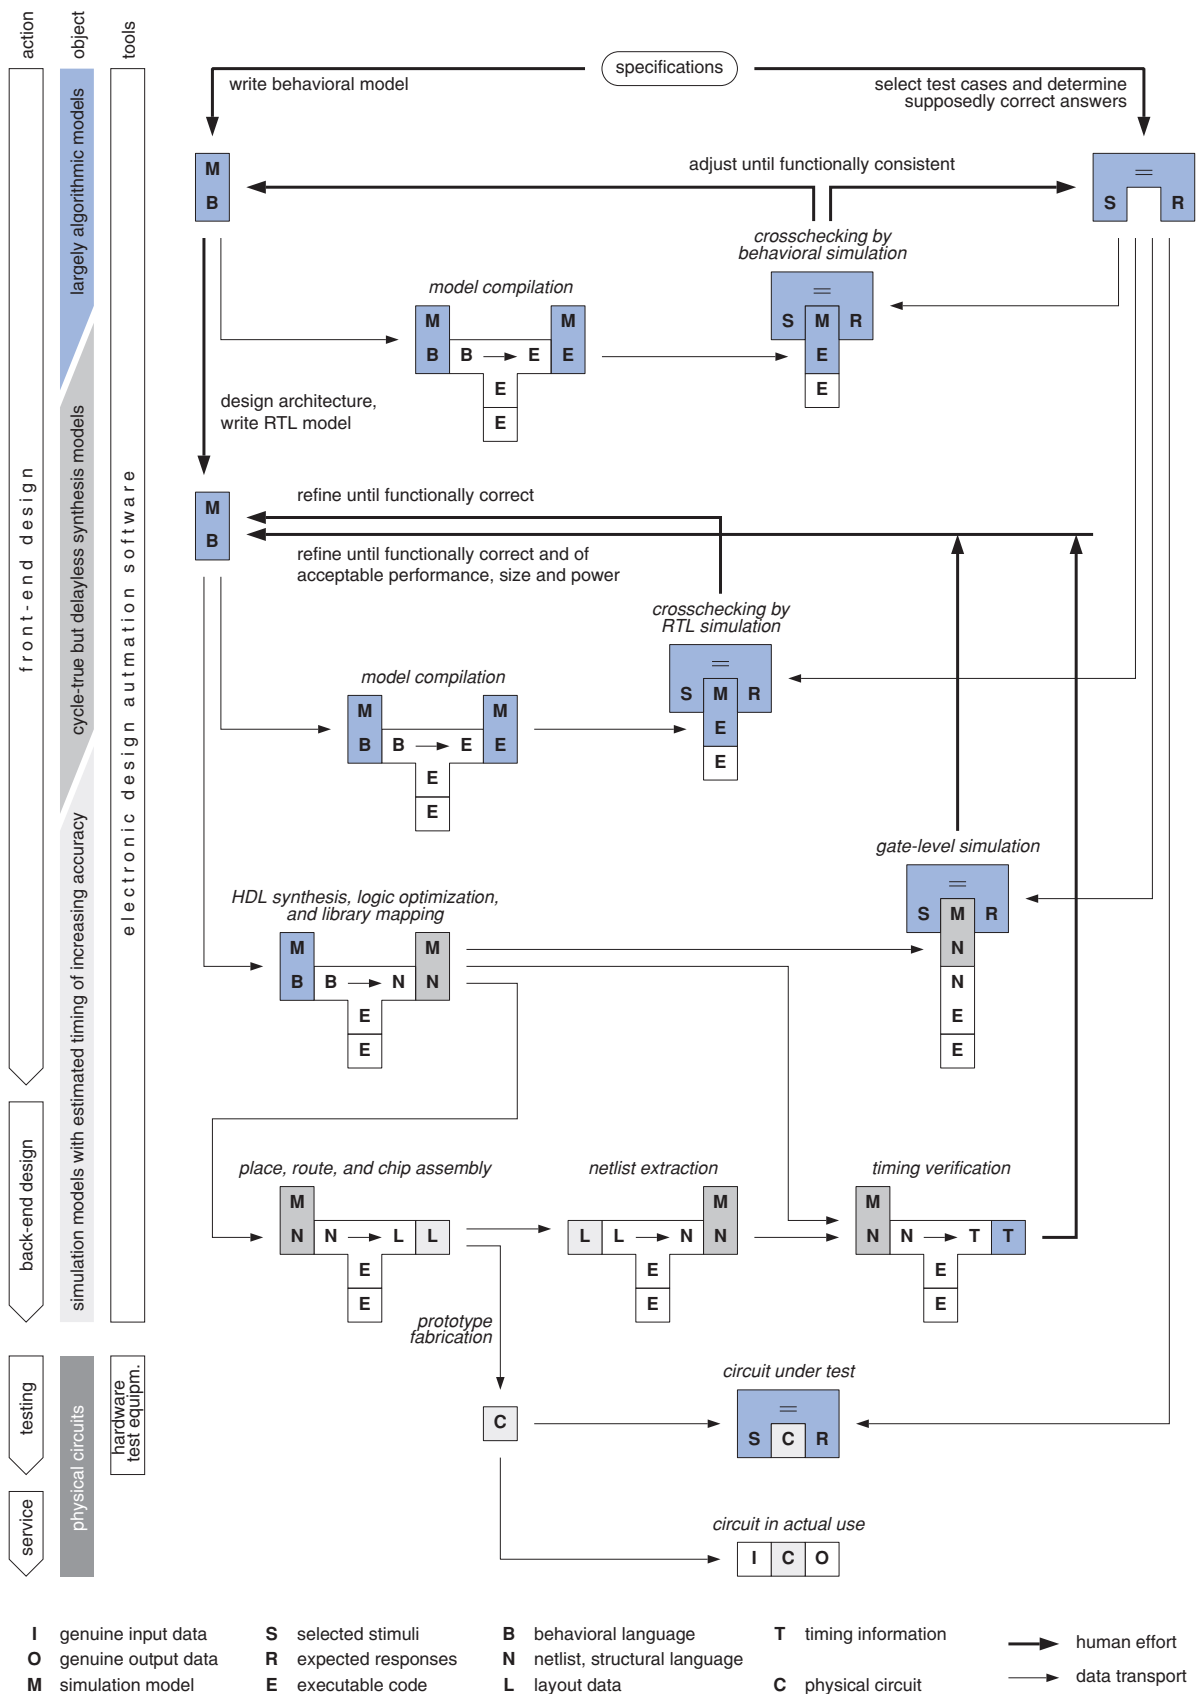 action
object
tools
specifications
write behavioral model
select test cases and determine
supposedly correct answers
largely algorithmic models
M
B
adjust until functionally consistent
=
S R
crosschecking by
behavioral simulation
model compilation
=
S M R
E
E
M M
B B E E
E
E
design architecture,
write RTL model
front-end design
cycle-true but delayless synthesis models
electronic design autmation software
M
B
refine until functionally correct
refine until functionally correct and of
acceptable performance, size and power
crosschecking by
RTL simulation
=
S M R
E
E
model compilation
M M
B B E E
E
E
gate-level simulation
=
S M R
N
N
E
E
simulation models with estimated timing of increasing accuracy
HDL synthesis, logic optimization,
and library mapping
M M
B B N N
E
E
back-end design
place, route, and chip assembly
M
N N L L
E
E
netlist extraction
M
L L N N
E
E
timing verification
M
N N T T
E
E
prototype
fabrication
testing
physical circuits
hardware
test equipm.
C
circuit under test
=
S C R
service
circuit in actual use
I C O
I genuine input data S selected stimuli B behavioral language T timing information
human effort
O genuine output data R expected responses N netlist, structural language
data transport
M simulation model E executable code L layout data C physical circuit